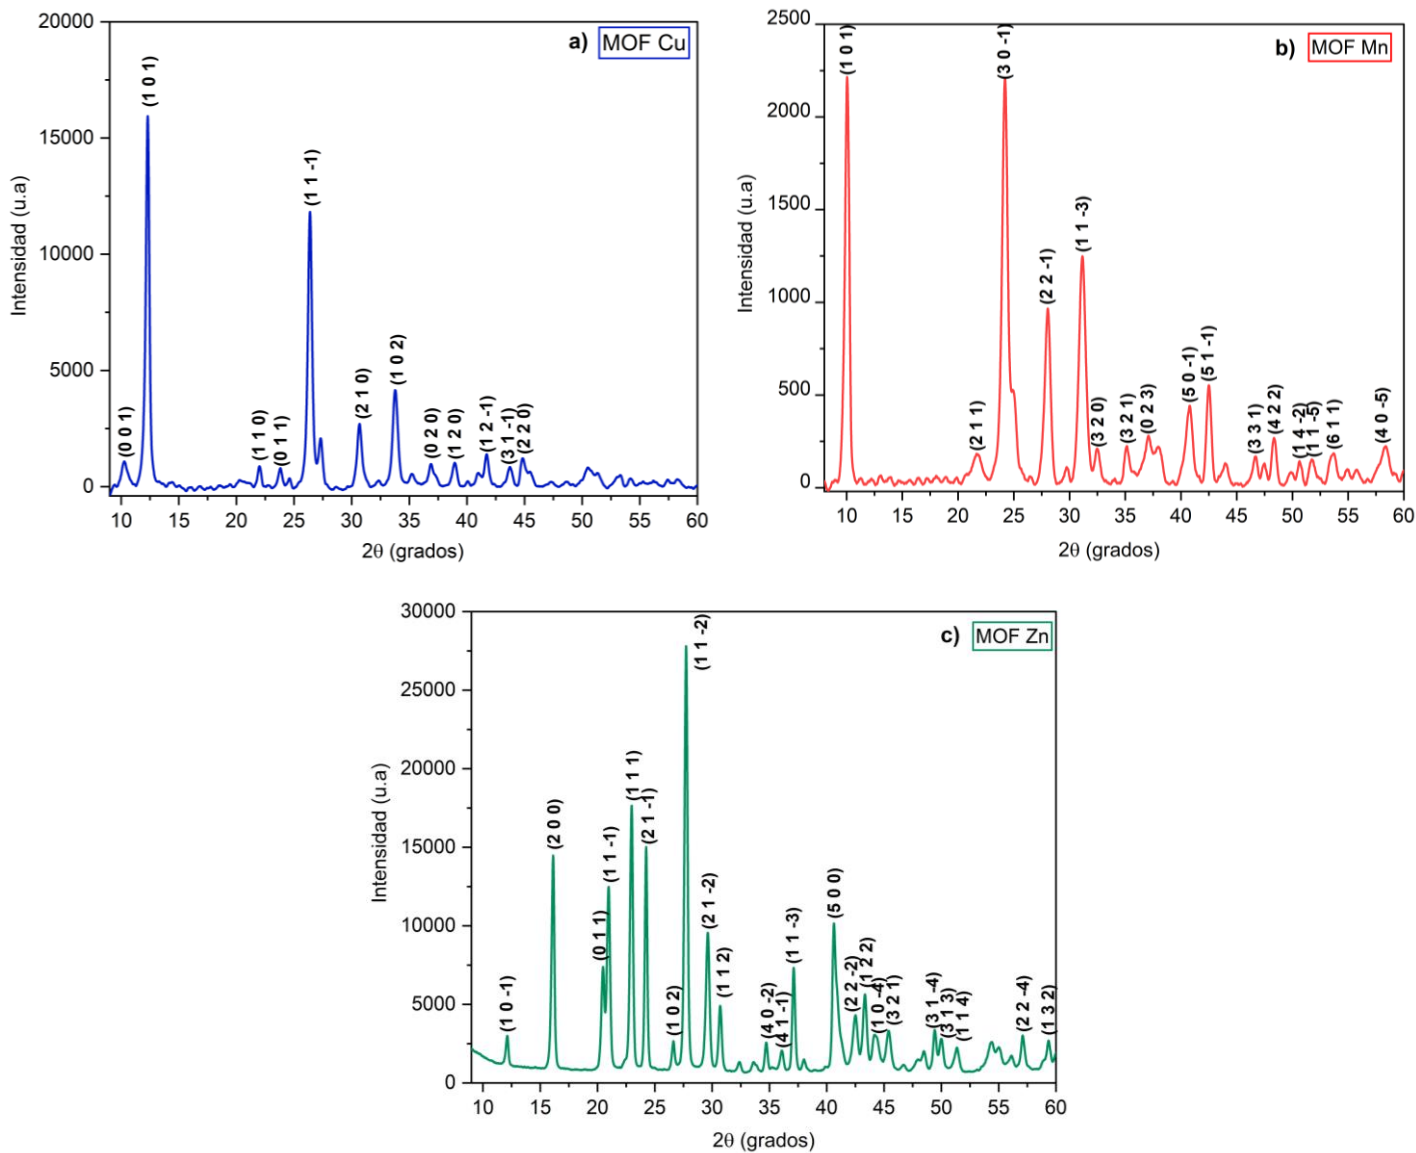 a) MOF Cu
20000
15000
10000
5000
0
Intensidad (u.a)
(0 0 1)
(1 0 1)
(1 1 0)
(0 1 1)
(1 1 -1)
(2 1 0)
(1 0 2)
(0 2 0)
(1 2 0)
(1 2 -1)
(3 1 -1)
(2 2 0)
10 15 20 25 30 35 40 45 50 55 60
2θ (grados)
b) MOF Mn
2500
2000
1500
1000
500
0
Intensidad (u.a)
(1 0 1)
(2 1 1)
(3 0 -1)
(2 2 -1)
(1 1 -3)
(3 2 0)
(3 2 1)
(0 2 3)
(5 0 -1)
(5 1 -1)
(3 3 1)
(4 2 2)
(1 4 -2)
(1 1 -5)
(6 1 1)
(4 0 -5)
10 15 20 25 30 35 40 45 50 55 60
2θ (grados)
c) MOF Zn
30000
25000
20000
15000
10000
5000
0
Intensidad (u.a)
(1 0 -1)
(2 0 0)
(0 1 1)
(1 1 -1)
(1 1 1)
(2 1 -1)
(1 0 2)
(1 1 -2)
(2 1 -2)
(1 1 2)
(4 0 -2)
(4 1 -1)
(1 1 -3)
(5 0 0)
(2 2 -2)
(1 2 2)
(1 0 -4)
(3 2 1)
(3 1 -4)
(3 1 3)
(1 1 4)
(2 2 -4)
(1 3 2)
10 15 20 25 30 35 40 45 50 55 60
2θ (grados)